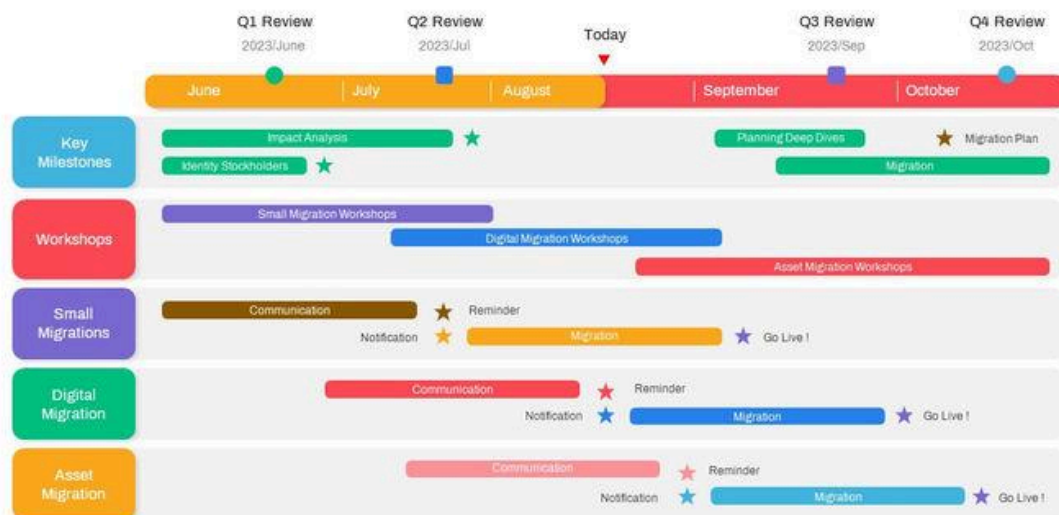 Q1 Review
2023/June
Q2 Review
2023/Jul
Today
Q3 Review
2023/Sep
Q4 Review
2023/Oct
June
July
August
September
October
Key
Milestones
Impact Analysis
Planning Deep Dives
Migration Plan
Identity Stockholders
Migration
Workshops
Small Migration Workshops
Digital Migration Workshops
Asset Migration Workshops
Small
Migrations
Communication
Reminder
Notification
Migration
Go Live !
Digital
Migration
Communication
Reminder
Notification
Migration
Go Live !
Asset
Migration
Communication
Reminder
Notification
Migration
Go Live !